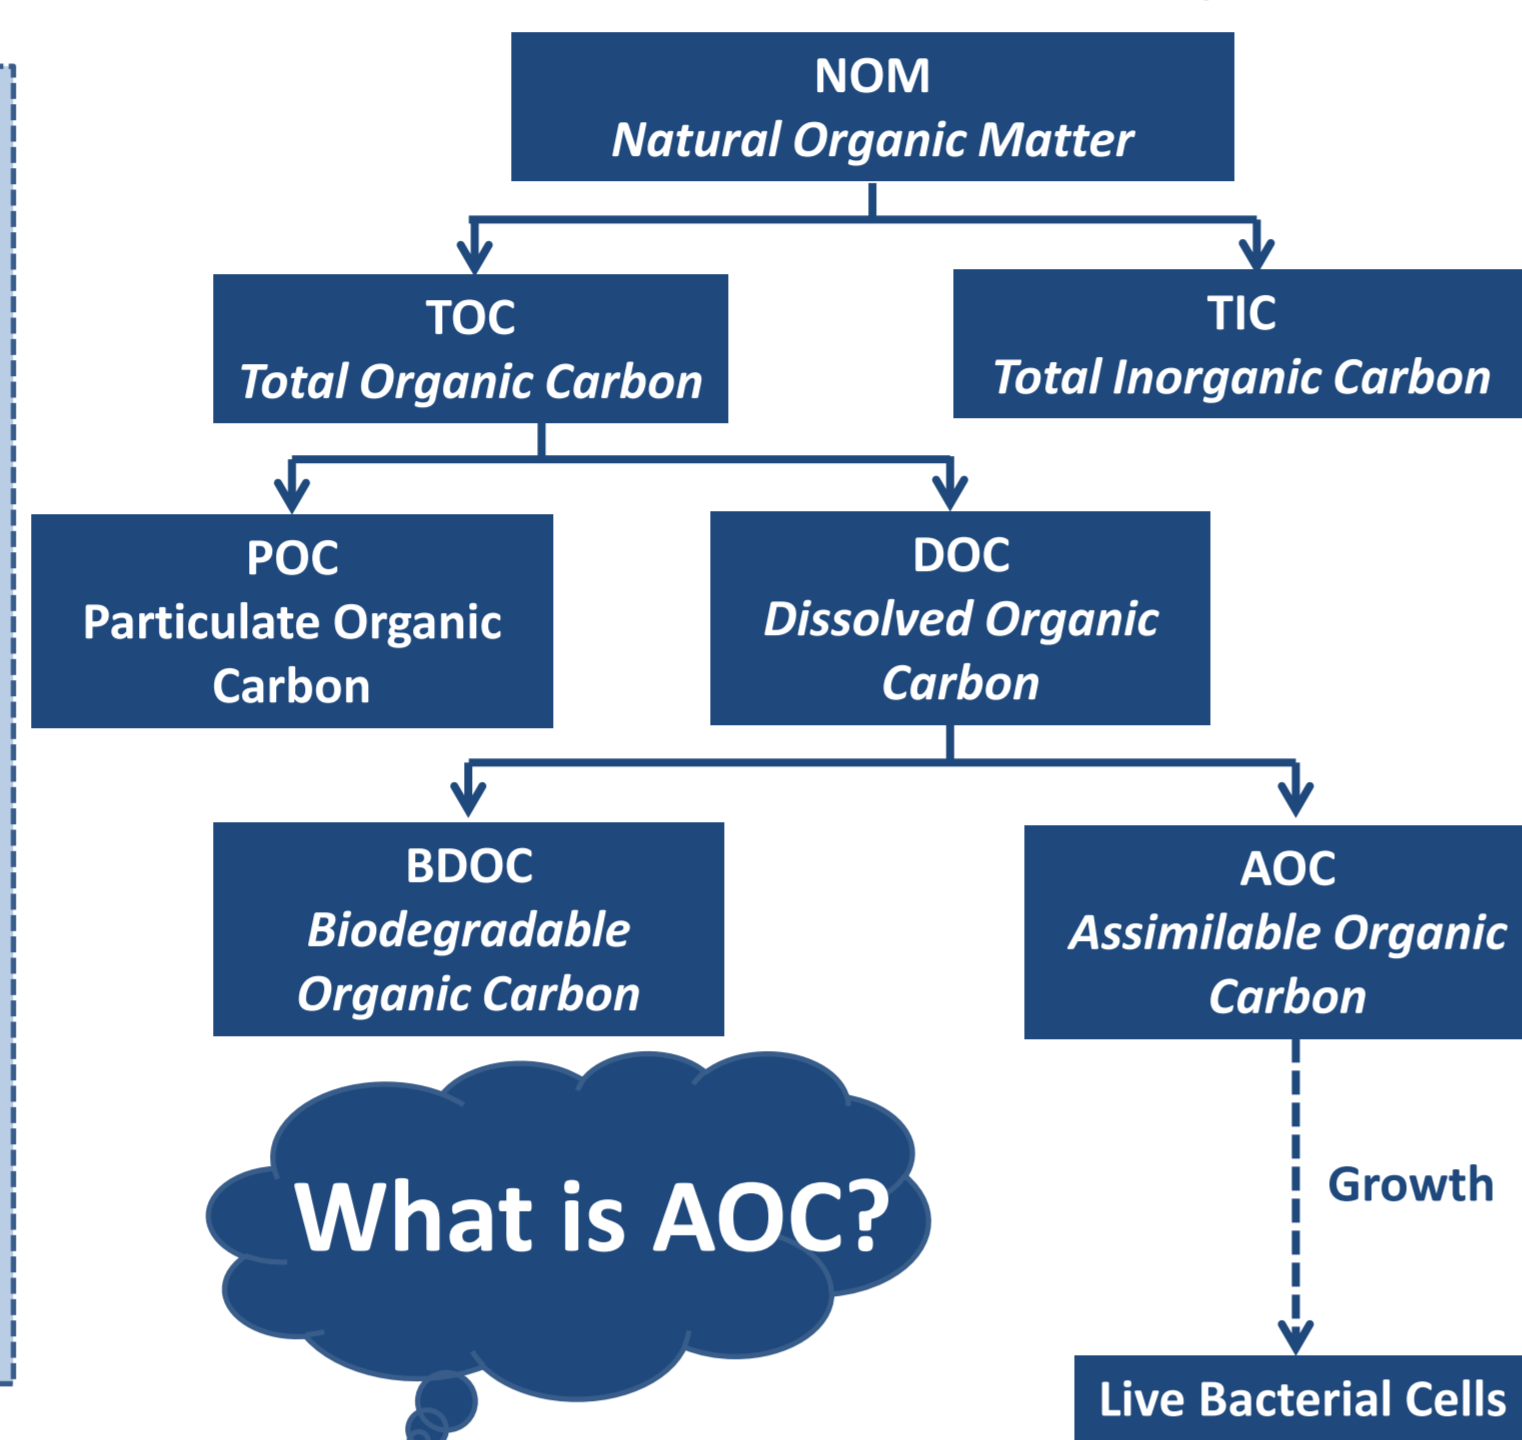 NOM
Natural Organic Matter
TOC
Total Organic Carbon
TIC
Total Inorganic Carbon
POC
Particulate Organic
Carbon
DOC
Dissolved Organic
Carbon
BDOC
Biodegradable
Organic Carbon
AOC
Assimilable Organic
Carbon
What is AOC?
Growth
Live Bacterial Cells